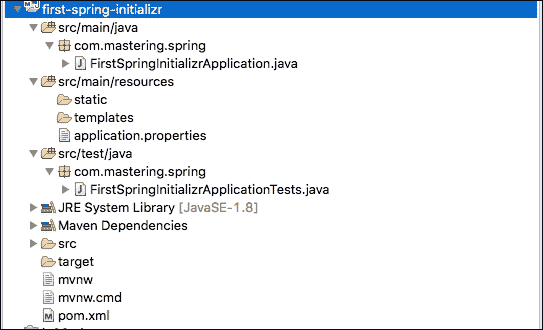 first-spring-initializr
src/main/java
com.mastering.spring
FirstSpringInitializrApplication.java
src/main/resources
static
templates
application.properties
src/test/java
com.mastering.spring
FirstSpringInitializrApplicationTests.java
JRE System Library [JavaSE-1.8]
Maven Dependencies
src
target
mvnw
mvnw.cmd
pom.xml